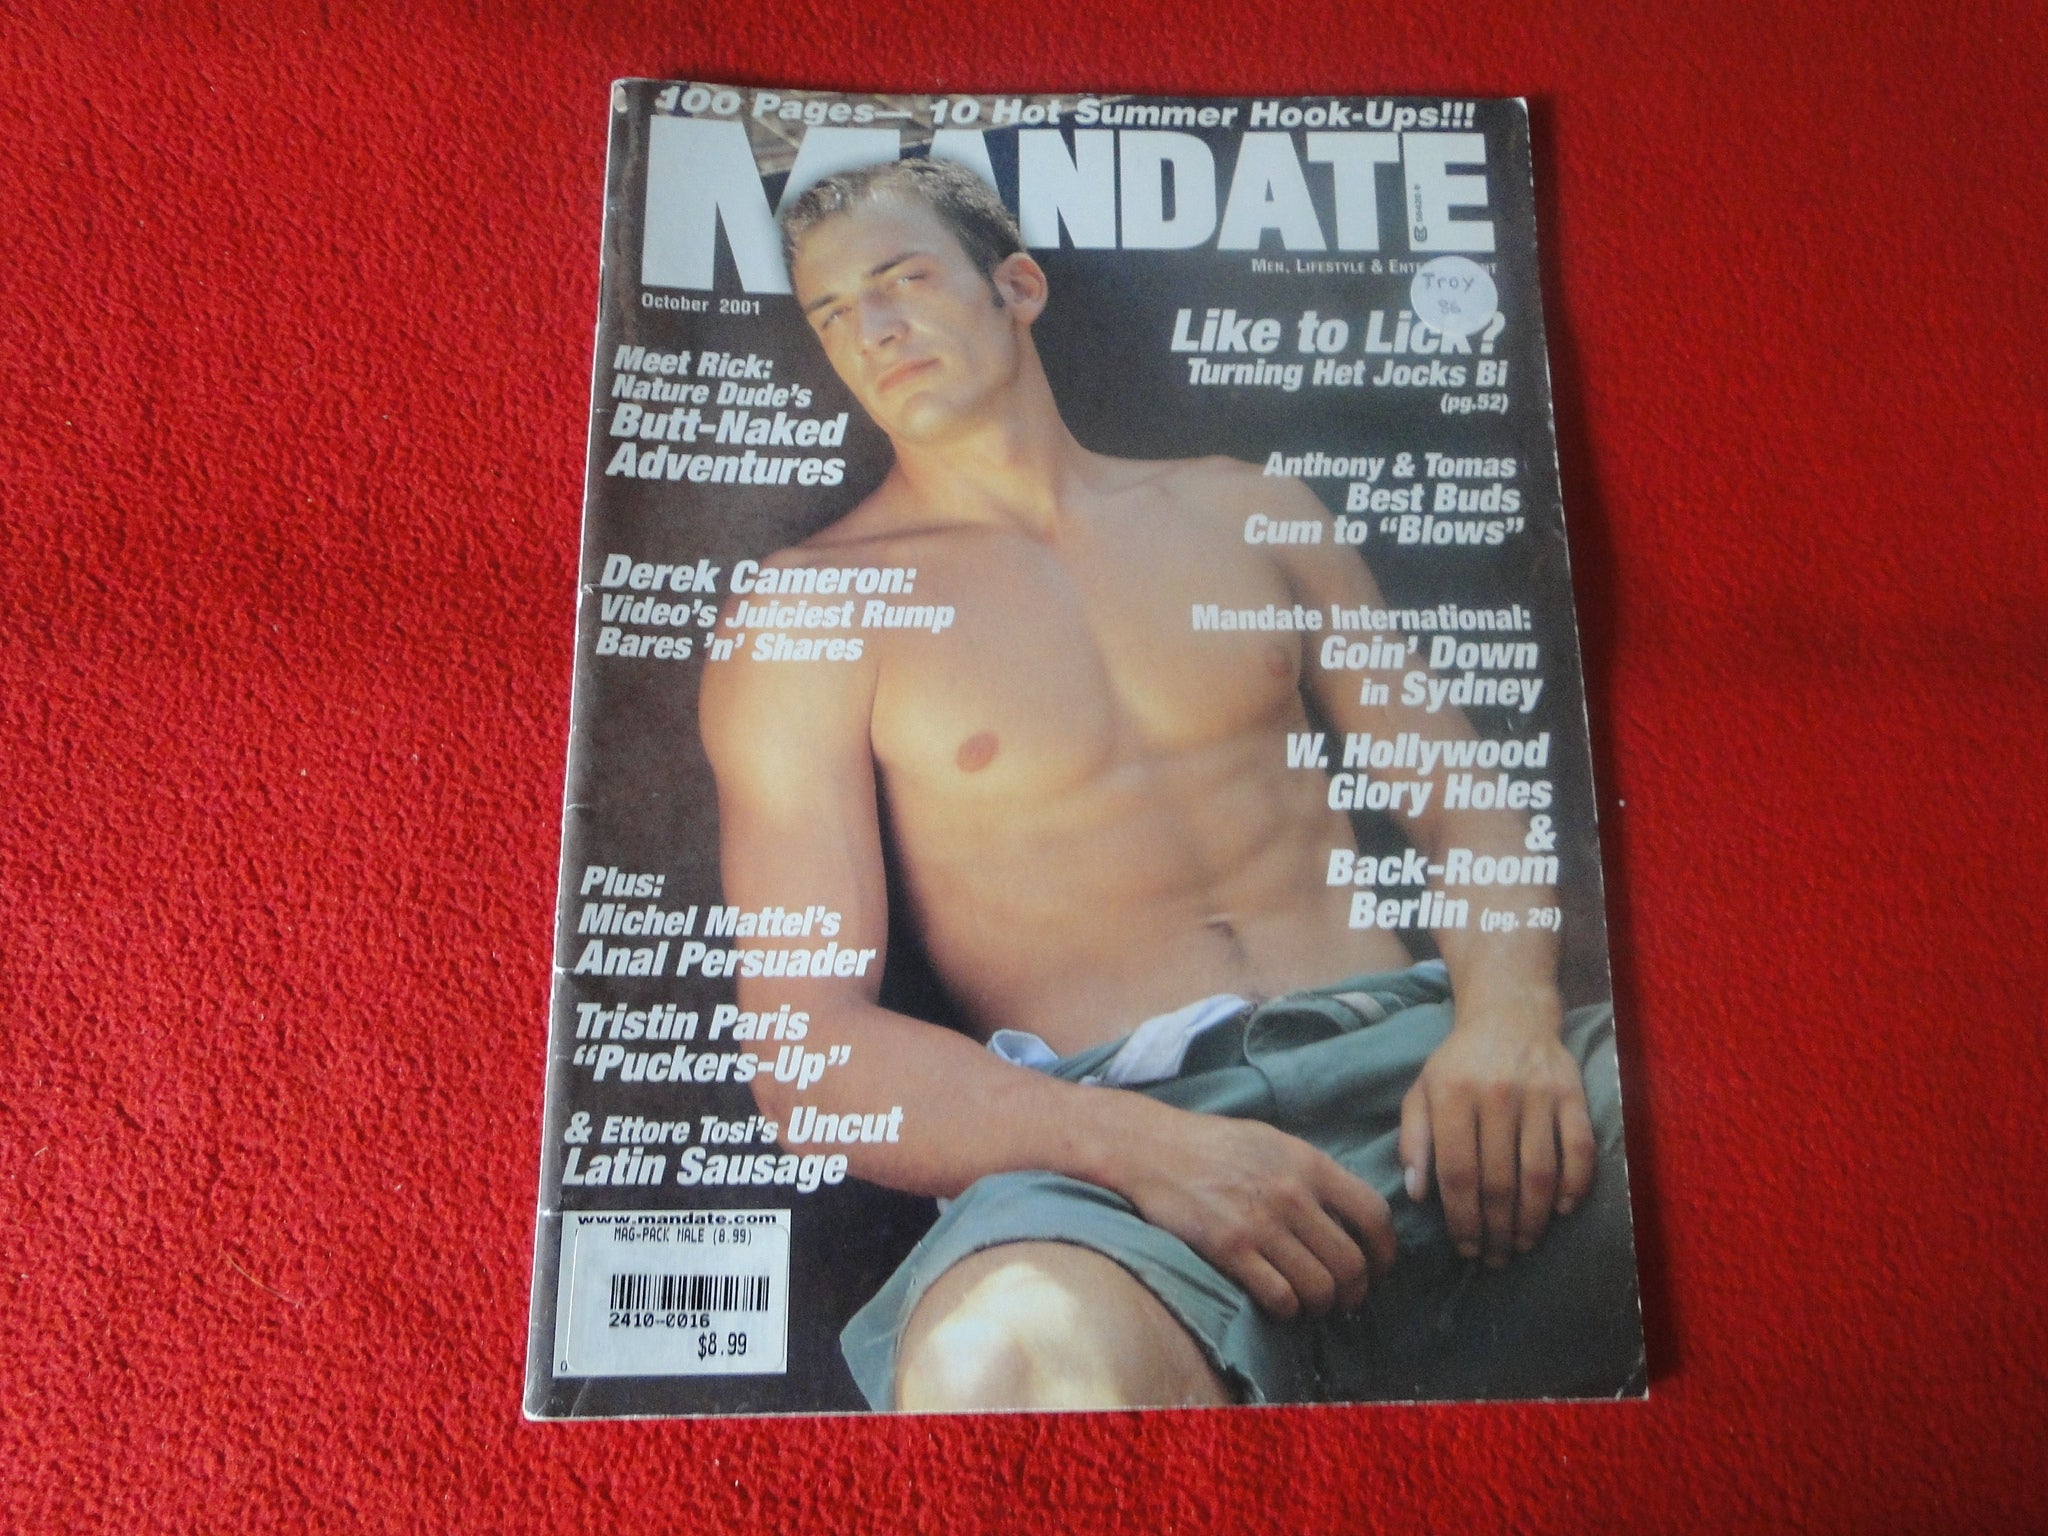 100 Pages— 10 Hot Summer Hook-Ups!!!
MANDATE
MEN, LIFESTYLE &
October 2001
Troy
86
Meet Rick:
Nature Dude's
Butt-Naked
Adventures
Derek Cameron:
Video's Juiciest Rump
Bares 'n' Shares
Plus:
Michel Mattel's
Anal Persuader
Tristin Paris
“Puckers-Up”
& ETTORE TOSI'S Uncut
Latin Sausage
Like to Lick?
Turning Het Jocks Bi
(pg.52)
Anthony & Tomas
Best Buds
Cum to “Blows”
Mandate International:
Goin' Down
in Sydney
W. Hollywood
Glory Holes
&
Back-Room
Berlin (pg. 26)
www.mandate.com
MAG-PACK MALE (8.99)
2410-0016
$8.99
0